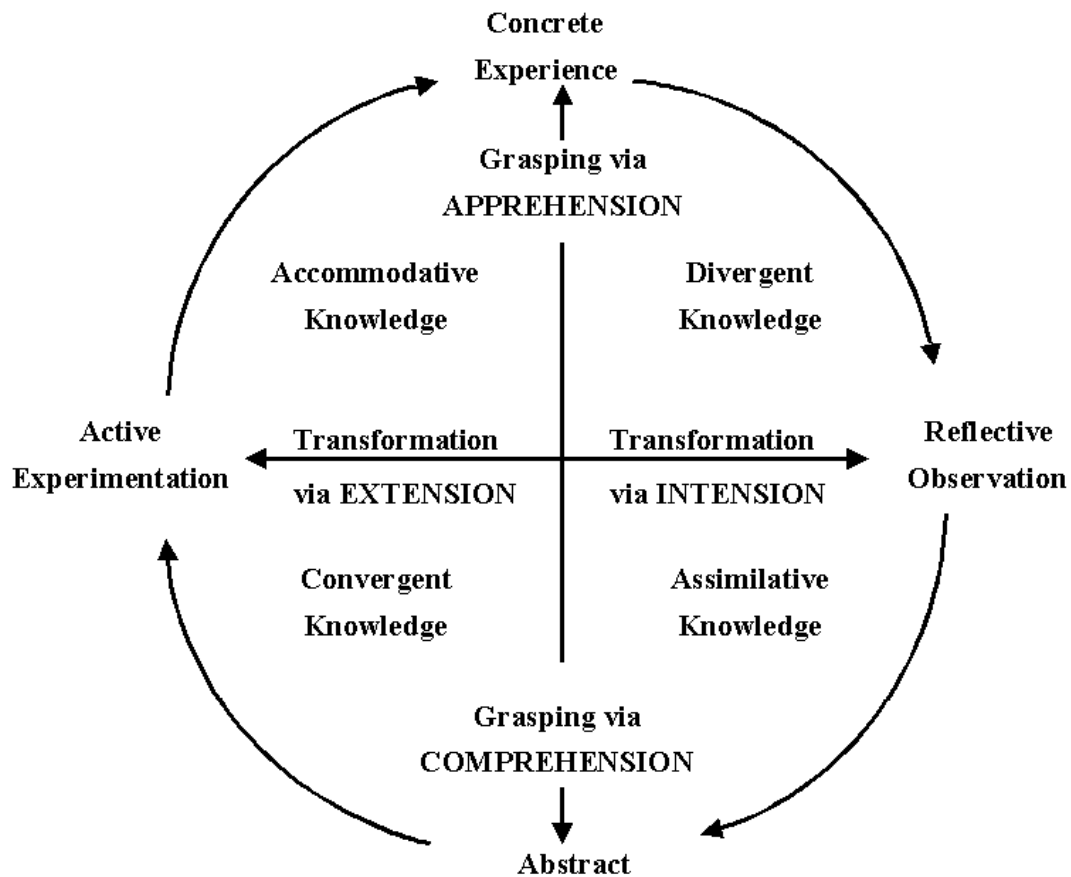 Concrete
Experience
Grasping via
APPREHENSION
Accommodative
Knowledge
Divergent
Knowledge
Active
Experimentation
Transformation
via EXTENSION
Transformation
via INTENSION
Reflective
Observation
Convergent
Knowledge
Assimilative
Knowledge
Grasping via
COMPREHENSION
Abstract